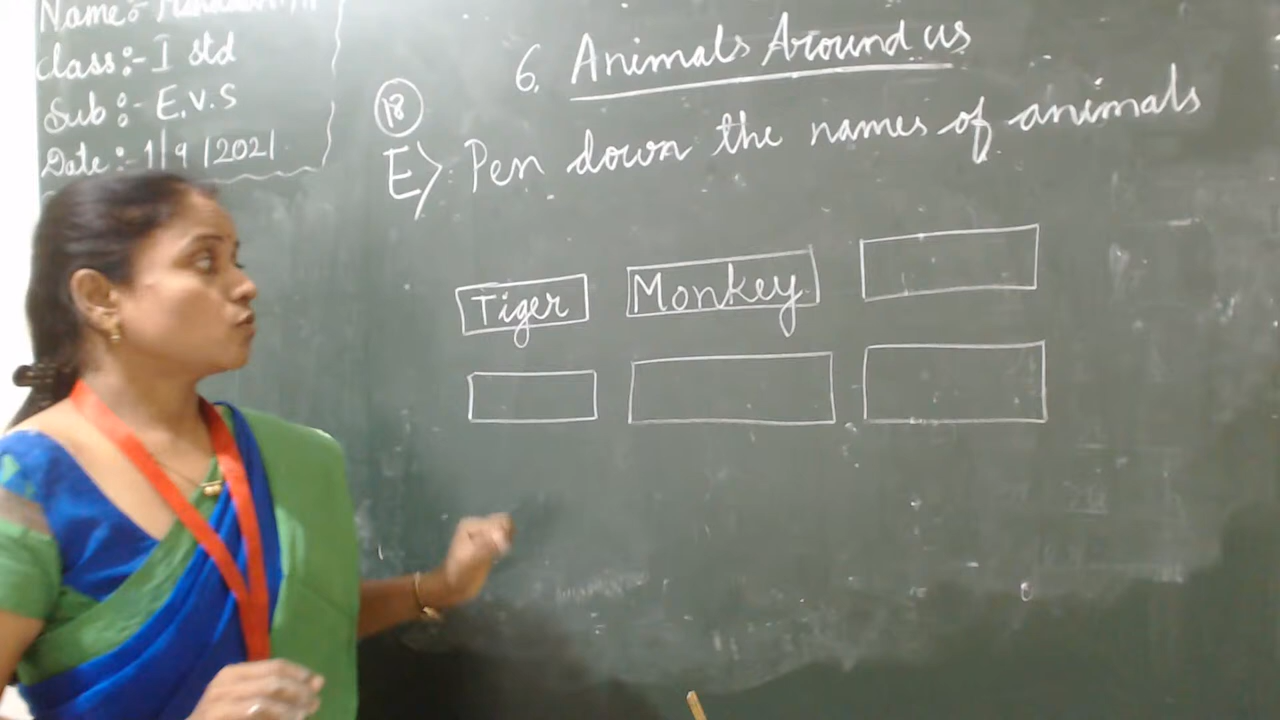 Name:-
Class:- I std
Sub:- E.V.S
Date:- 1/9/2021
6. Animals Around us
18
E) Pen down the names of animals
Tiger Monkey